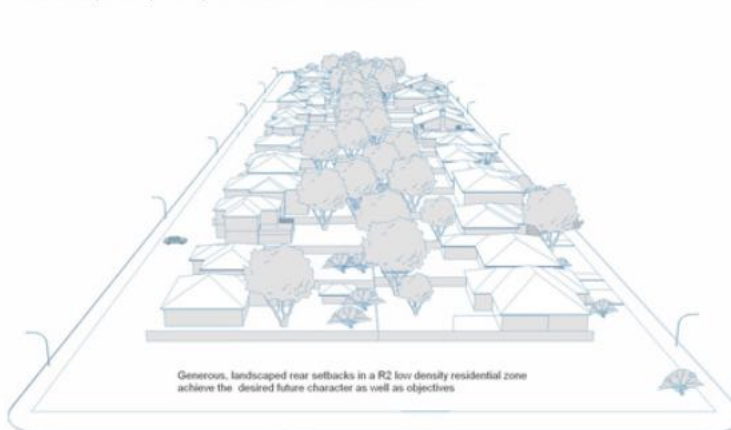 Generous, landscaped rear setbacks in a R2 low density residential zone
achieve the desired future character as well as objectives